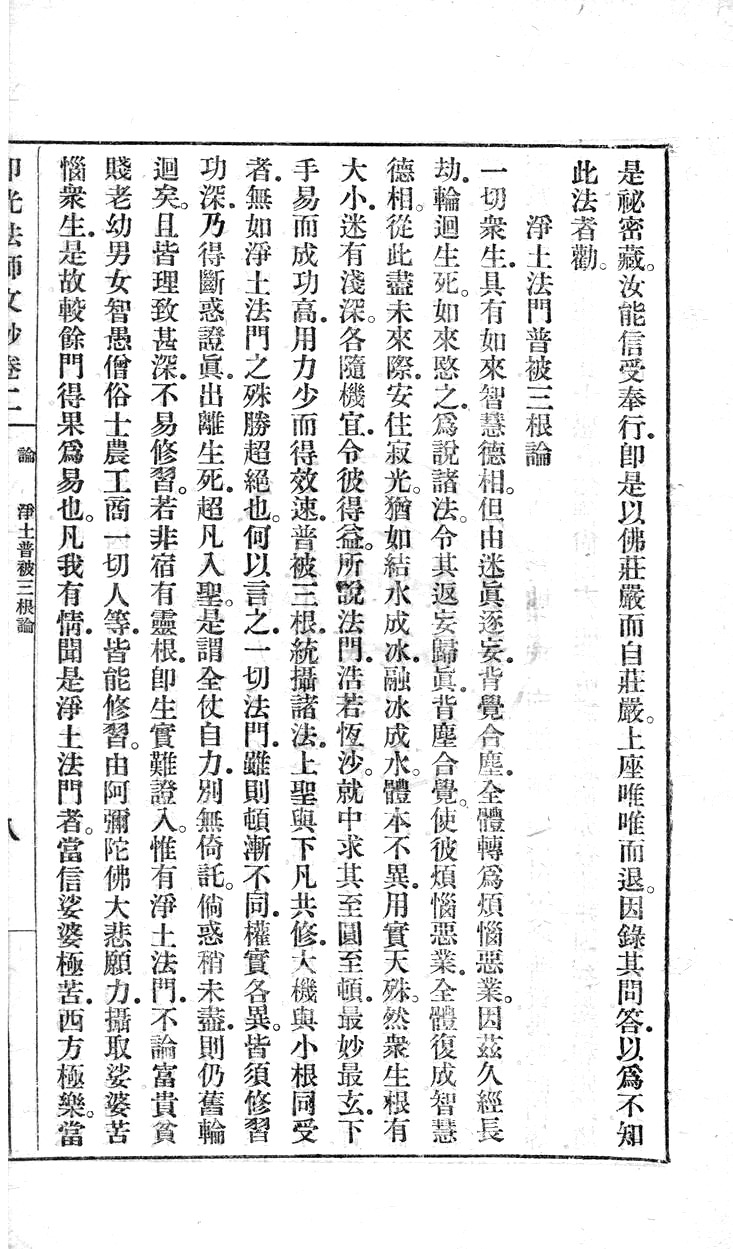 是祕密藏。汝能信受奉行.卽是以佛莊嚴而自莊嚴。上座唯唯而退。因錄其問答.以爲不知
此法者勸。
淨土法門普被三根論
一切衆生.具有如來智慧德相。但由迷眞逐妄.背覺合塵.全體轉爲煩惱惡業。因茲久經長
劫.輪迴生死。如來愍之.爲說諸法。令其返妄歸眞.背塵合覺。使彼煩惱惡業.全體復成智慧
德相。從此盡未來際.安住寂光。猶如結水成冰.融冰成水。體本不異.用實天殊。然衆生根有
大小.迷有淺深。各隨機宜.令彼得益。所說法門.浩若恆沙。就中求其至圓至頓.最妙最玄.下
手易而成功高.用力少而得效速.普被三根.統攝諸法.上聖與下凡共修.大機與小根同受
者.無如淨土法門之殊勝超絕也。何以言之.一切法門.雖則頓漸不同.權實各異。皆須修習
功深.乃得斷惑證眞.出離生死.超凡入聖。是謂全仗自力.別無倚託。倘惑稍未盡.則仍舊輪
迴矣。且皆理致甚深.不易修習。若非宿有靈根.卽生實難證入。惟有淨土法門.不論富貴貧
賤老幼男女智愚僧俗士農工商一切人等.皆能修習。由阿彌陀佛大悲願力.攝取娑婆苦
惱衆生.是故較餘門得果爲易也。凡我有情.聞是淨土法門者。當信娑婆極苦.西方極樂。當
印光法師文鈔卷二 論 淨土普被三根論 八